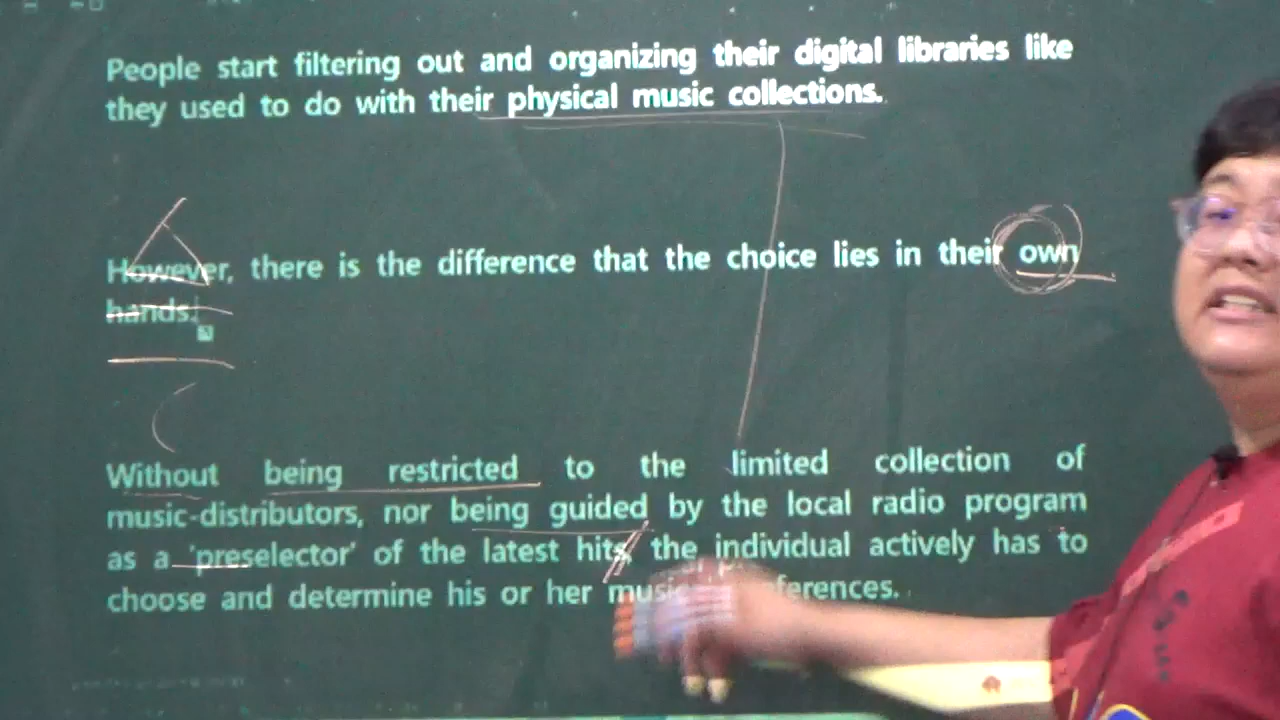 People start filtering out and organizing their digital libraries like
they used to do with their physical music collections.
However, there is the difference that the choice lies in their own
hands.
Without being restricted to the limited collection of
music-distributors, nor being guided by the local radio program
as a 'preselector' of the latest hits, the individual actively has to
choose and determine his or her music preferences.